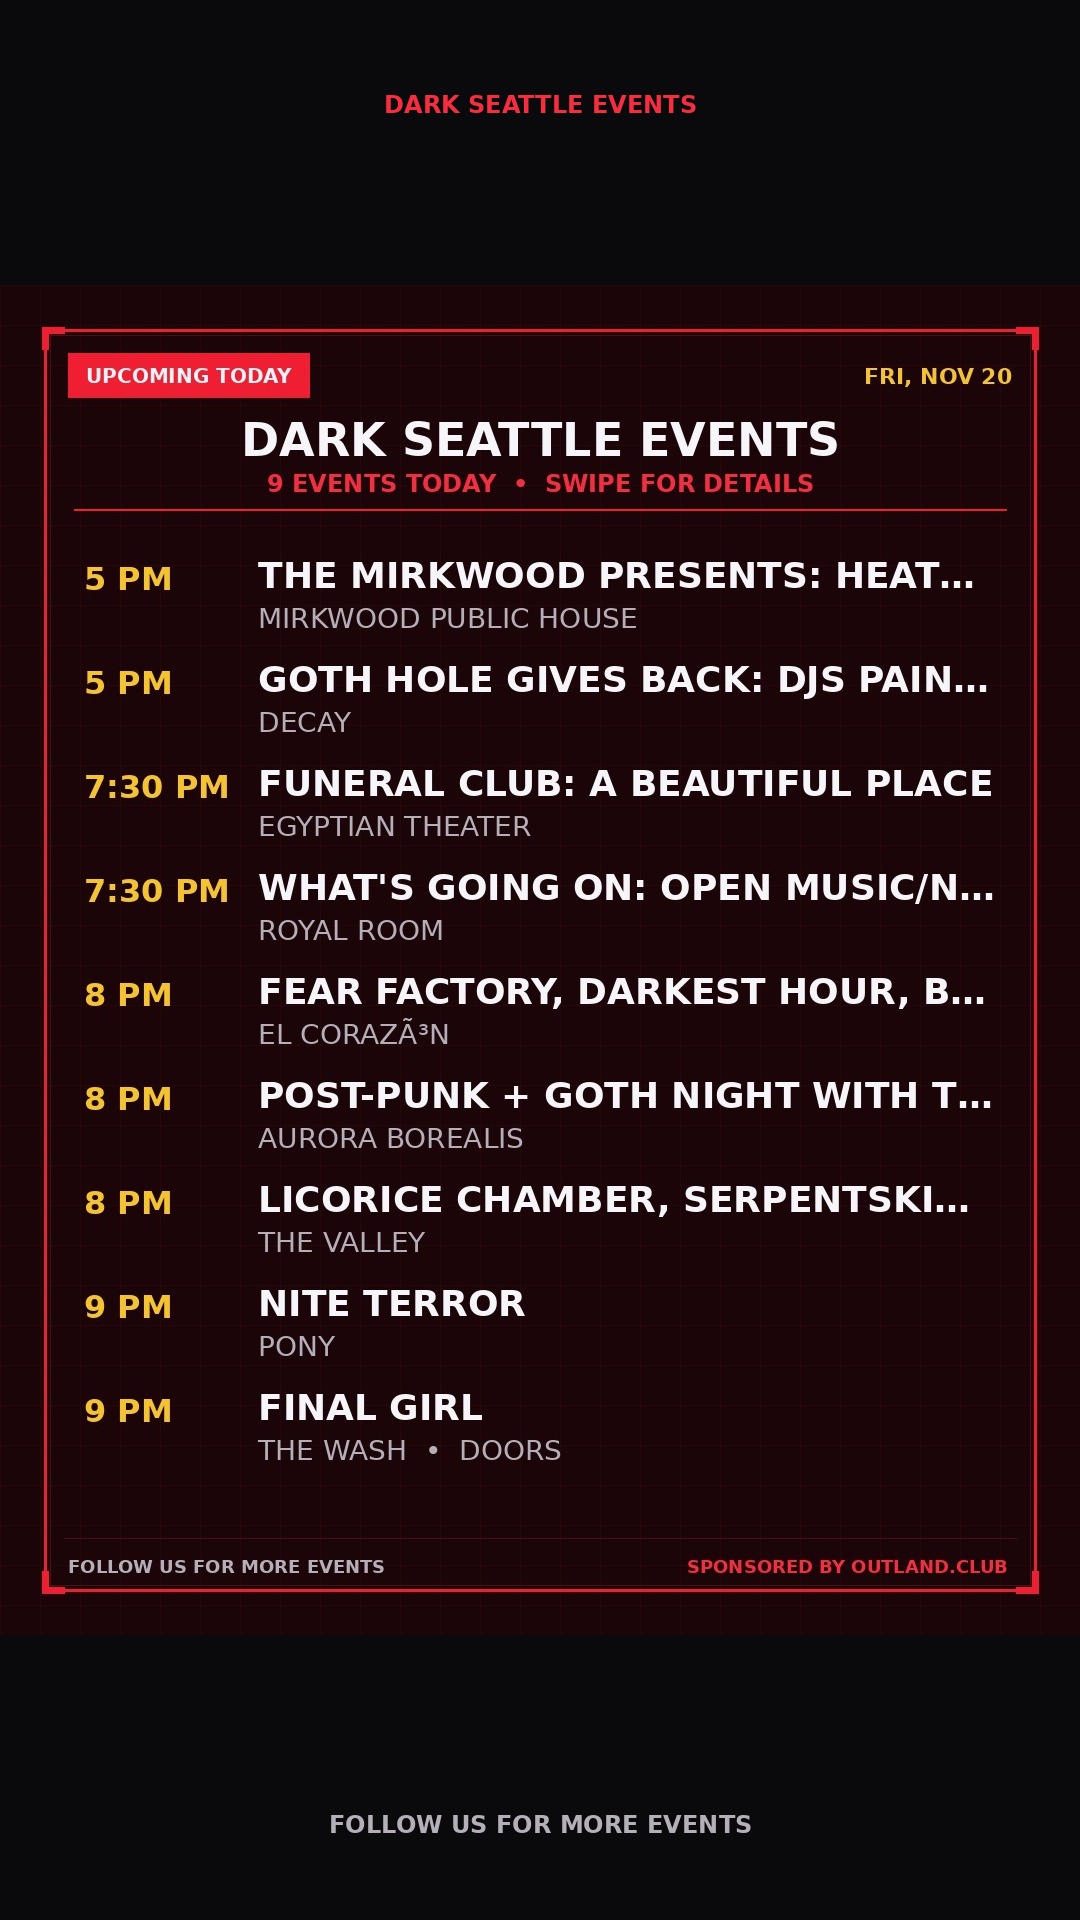 DARK SEATTLE EVENTS
UPCOMING TODAY
FRI, NOV 20
DARK SEATTLE EVENTS
9 EVENTS TODAY • SWIPE FOR DETAILS
5 PM
THE MIRKWOOD PRESENTS: HEAT…
MIRKWOOD PUBLIC HOUSE
5 PM
GOTH HOLE GIVES BACK: DJS PAIN…
DECAY
7:30 PM
FUNERAL CLUB: A BEAUTIFUL PLACE
EGYPTIAN THEATER
7:30 PM
WHAT'S GOING ON: OPEN MUSIC/N…
ROYAL ROOM
8 PM
FEAR FACTORY, DARKEST HOUR, B…
EL CORAZÃ³N
8 PM
POST-PUNK + GOTH NIGHT WITH T…
AURORA BOREALIS
8 PM
LICORICE CHAMBER, SERPENTSKI…
THE VALLEY
9 PM
NITE TERROR
PONY
9 PM
FINAL GIRL
THE WASH • DOORS
FOLLOW US FOR MORE EVENTS
SPONSORED BY OUTLAND.CLUB
FOLLOW US FOR MORE EVENTS